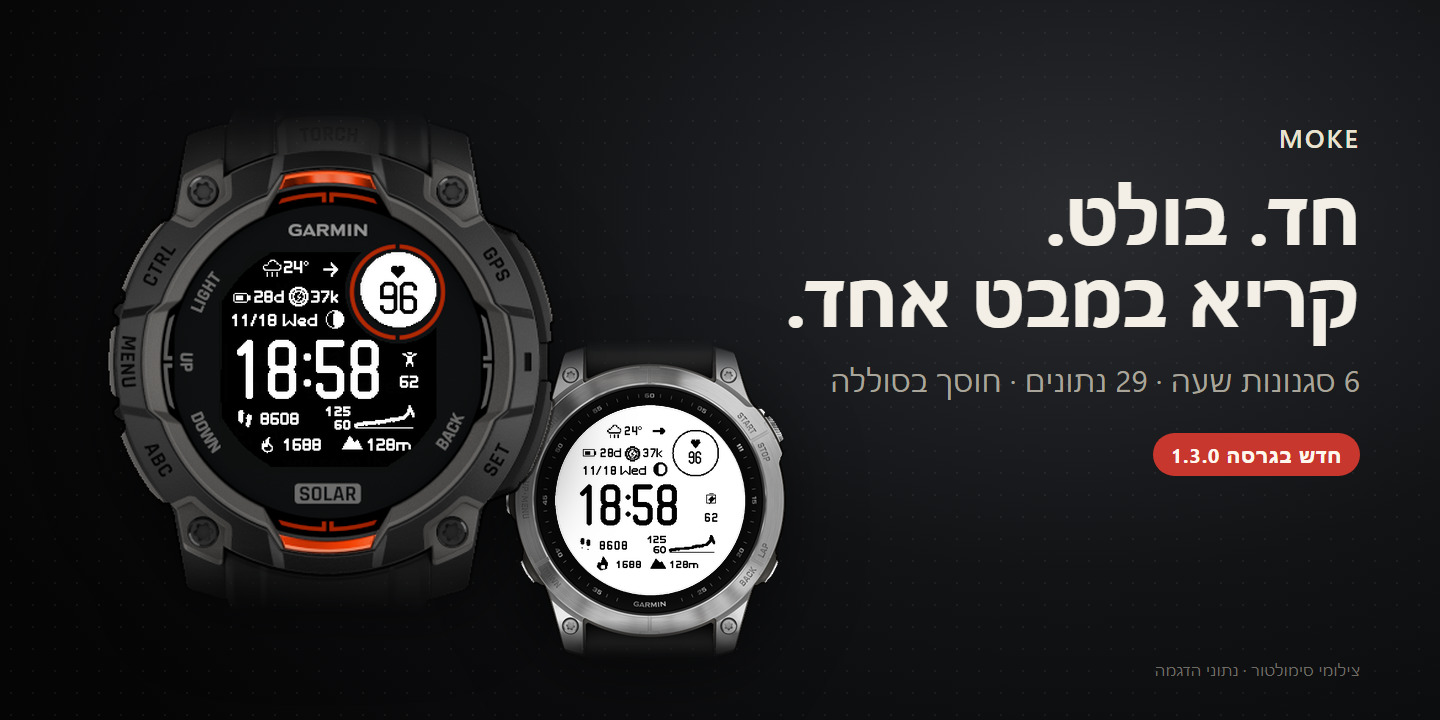 MOKE
חד. בולט.
קריא במבט אחד.
6 סגנונות שעה · 29 נתונים · חוסך בסוללה
חדש בגרסה 1.3.0
צילומי סימולטור · נתוני הדגמה
TORCH
GARMIN
CTRL
GPS
LIGHT
MENU
UP
DOWN
BACK
ABC
SET
SOLAR
24°
96
28d 37k
11/18 Wed
18:58
62
8608
125
60
1688 128m
START
STOP
24°
96
28d 37k
11/18 Wed
18:58
62
8608
125
60
1688 128m
LAP
BACK
GARMIN